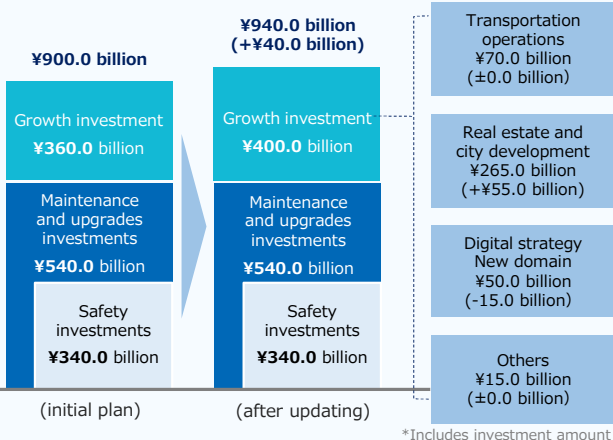 ¥900.0 billion
Growth investment
¥360.0 billion
Maintenance
and upgrades
investments
¥540.0 billion
Safety
investments
¥340.0 billion
(initial plan)
¥940.0 billion
(+¥40.0 billion)
Growth investment
¥400.0 billion
Maintenance
and upgrades
investments
¥540.0 billion
Safety
investments
¥340.0 billion
(after updating)
Transportation
operations
¥70.0 billion
(±0.0 billion)
Real estate and
city development
¥265.0 billion
(+¥55.0 billion)
Digital strategy
New domain
¥50.0 billion
(-15.0 billion)
Others
¥15.0 billion
(±0.0 billion)
*Includes investment amount